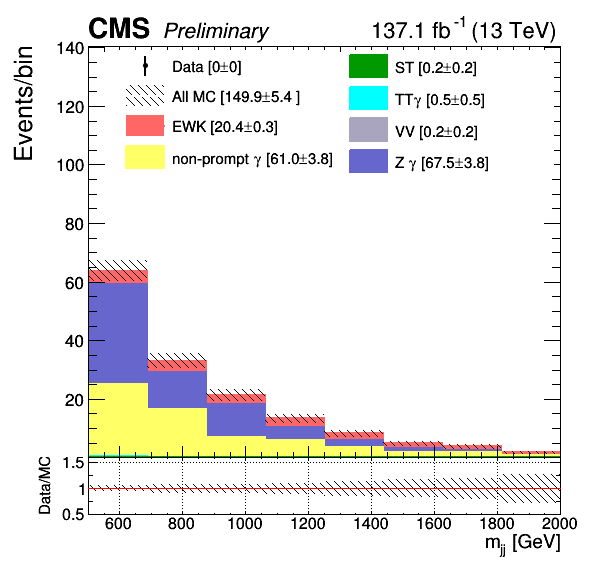 CMS Preliminary 137.1 fb⁻¹ (13 TeV)
Events/bin
140
120
100
80
60
40
20
Data [0±0]
All MC [149.9±5.4 ]
EWK [20.4±0.3]
non-prompt γ [61.0±3.8]
ST [0.2±0.2]
TTγ [0.5±0.5]
VV [0.2±0.2]
Z γ [67.5±3.8]
Data/MC
1.5
1
0.5
600 800 1000 1200 1400 1600 1800 2000
m_jj [GeV]